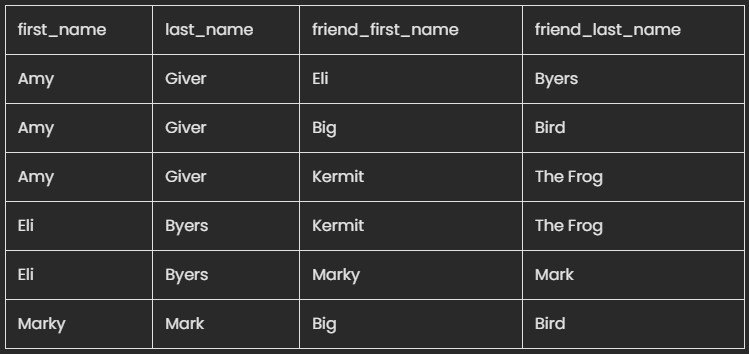 first_name last_name friend_first_name friend_last_name
Amy Giver Eli Byers
Amy Giver Big Bird
Amy Giver Kermit The Frog
Eli Byers Kermit The Frog
Eli Byers Marky Mark
Marky Mark Big Bird